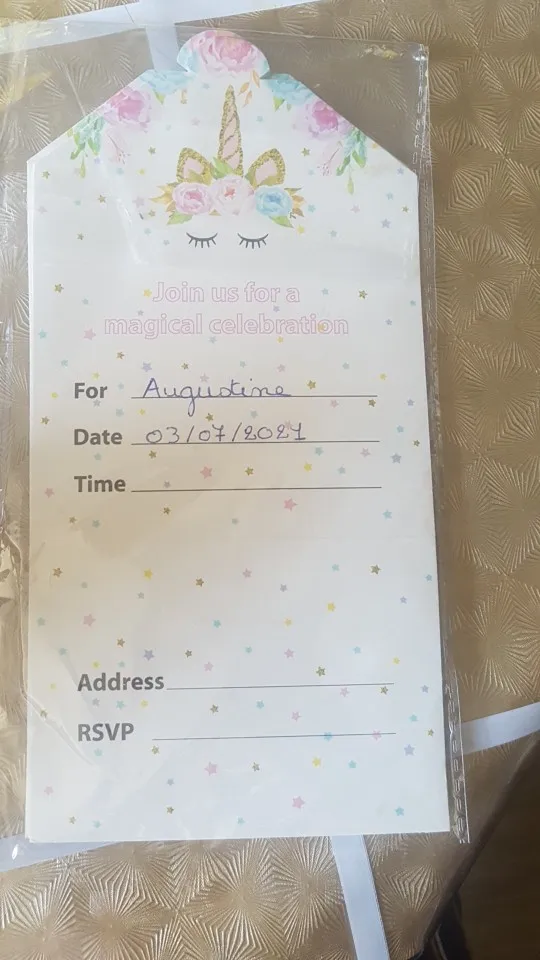 Join us for a
magical celebration
For Augustine
Date 03/07/2021
Time
Address
RSVP